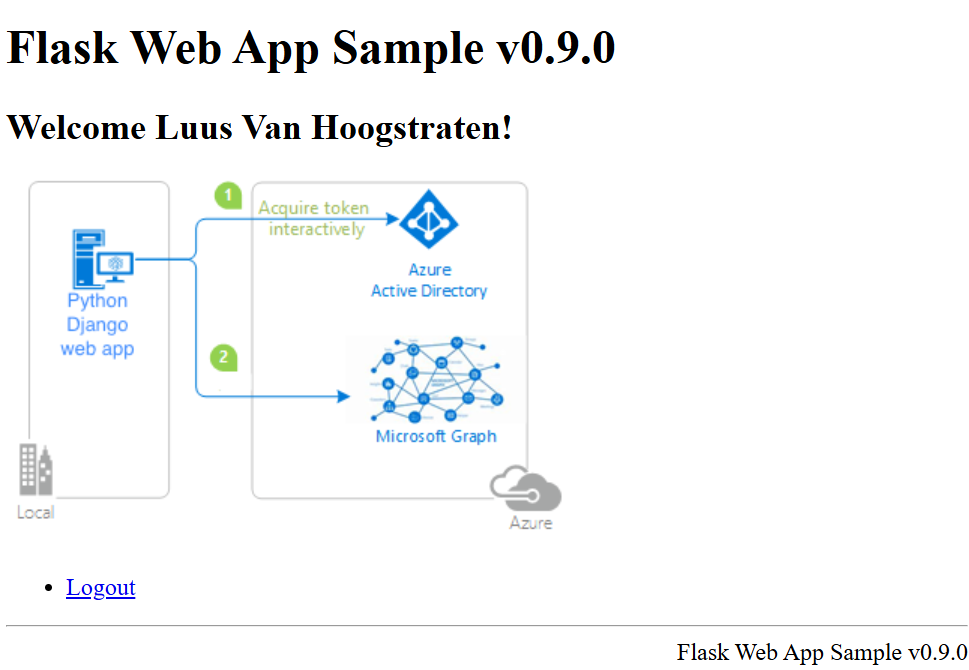 Flask Web App Sample v0.9.0
Welcome Luus Van Hoogstraten!
1
Acquire token
interactively
Azure
Active Directory
Python
Django
web app
2
Microsoft Graph
Local
Azure
Logout
Flask Web App Sample v0.9.0